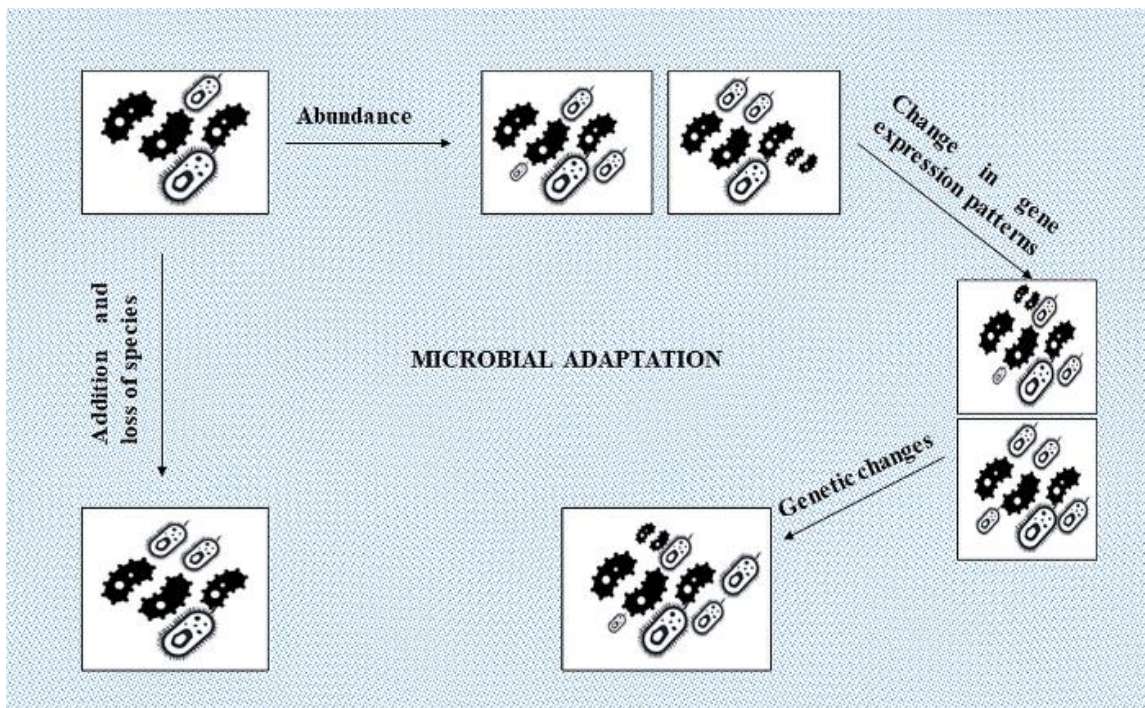 Abundance
Change in gene
expression patterns
Addition and
loss of species
MICROBIAL ADAPTATION
Genetic changes